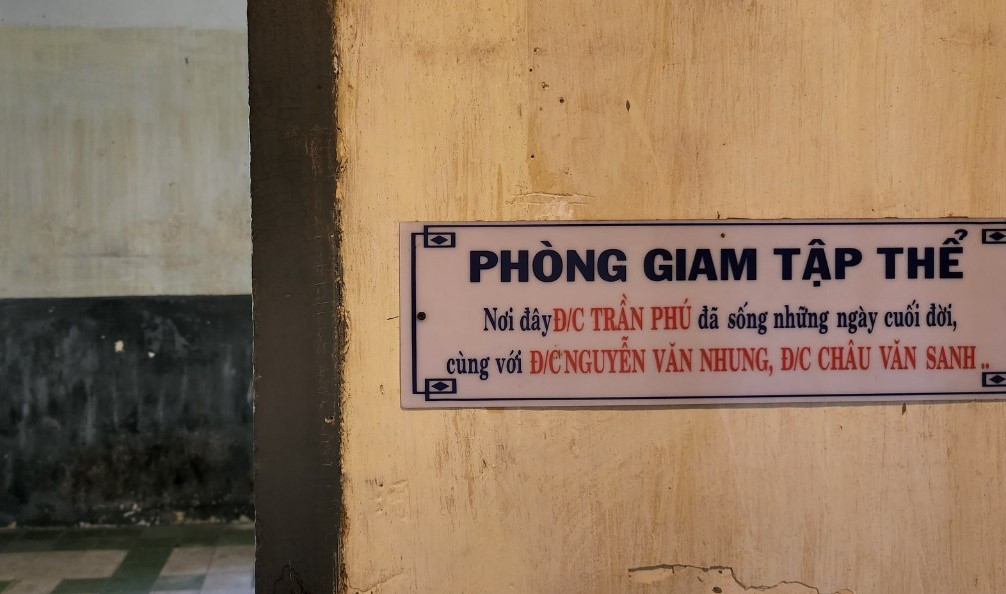 PHÒNG GIAM TẬP THỂ
Nơi đây Đ/C TRẦN PHÚ đã sống những ngày cuối đời,
cùng với Đ/C NGUYỄN VĂN NHUNG, Đ/C CHÂU VĂN SANH ..